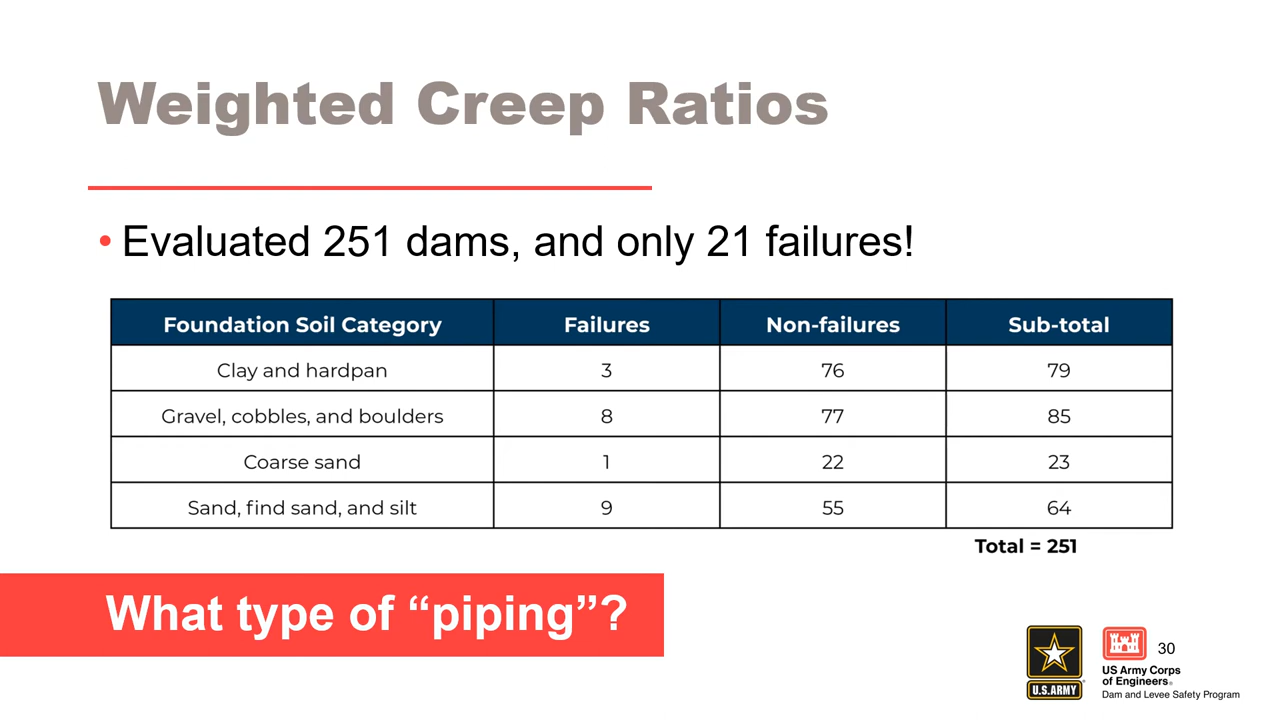 Weighted Creep Ratios
• Evaluated 251 dams, and only 21 failures!
Foundation Soil Category Failures Non-failures Sub-total
Clay and hardpan 3 76 79
Gravel, cobbles, and boulders 8 77 85
Coarse sand 1 22 23
Sand, find sand, and silt 9 55 64
Total = 251
What type of “piping”?
30
U.S.ARMY
US Army Corps
of Engineers®
Dam and Levee Safety Program